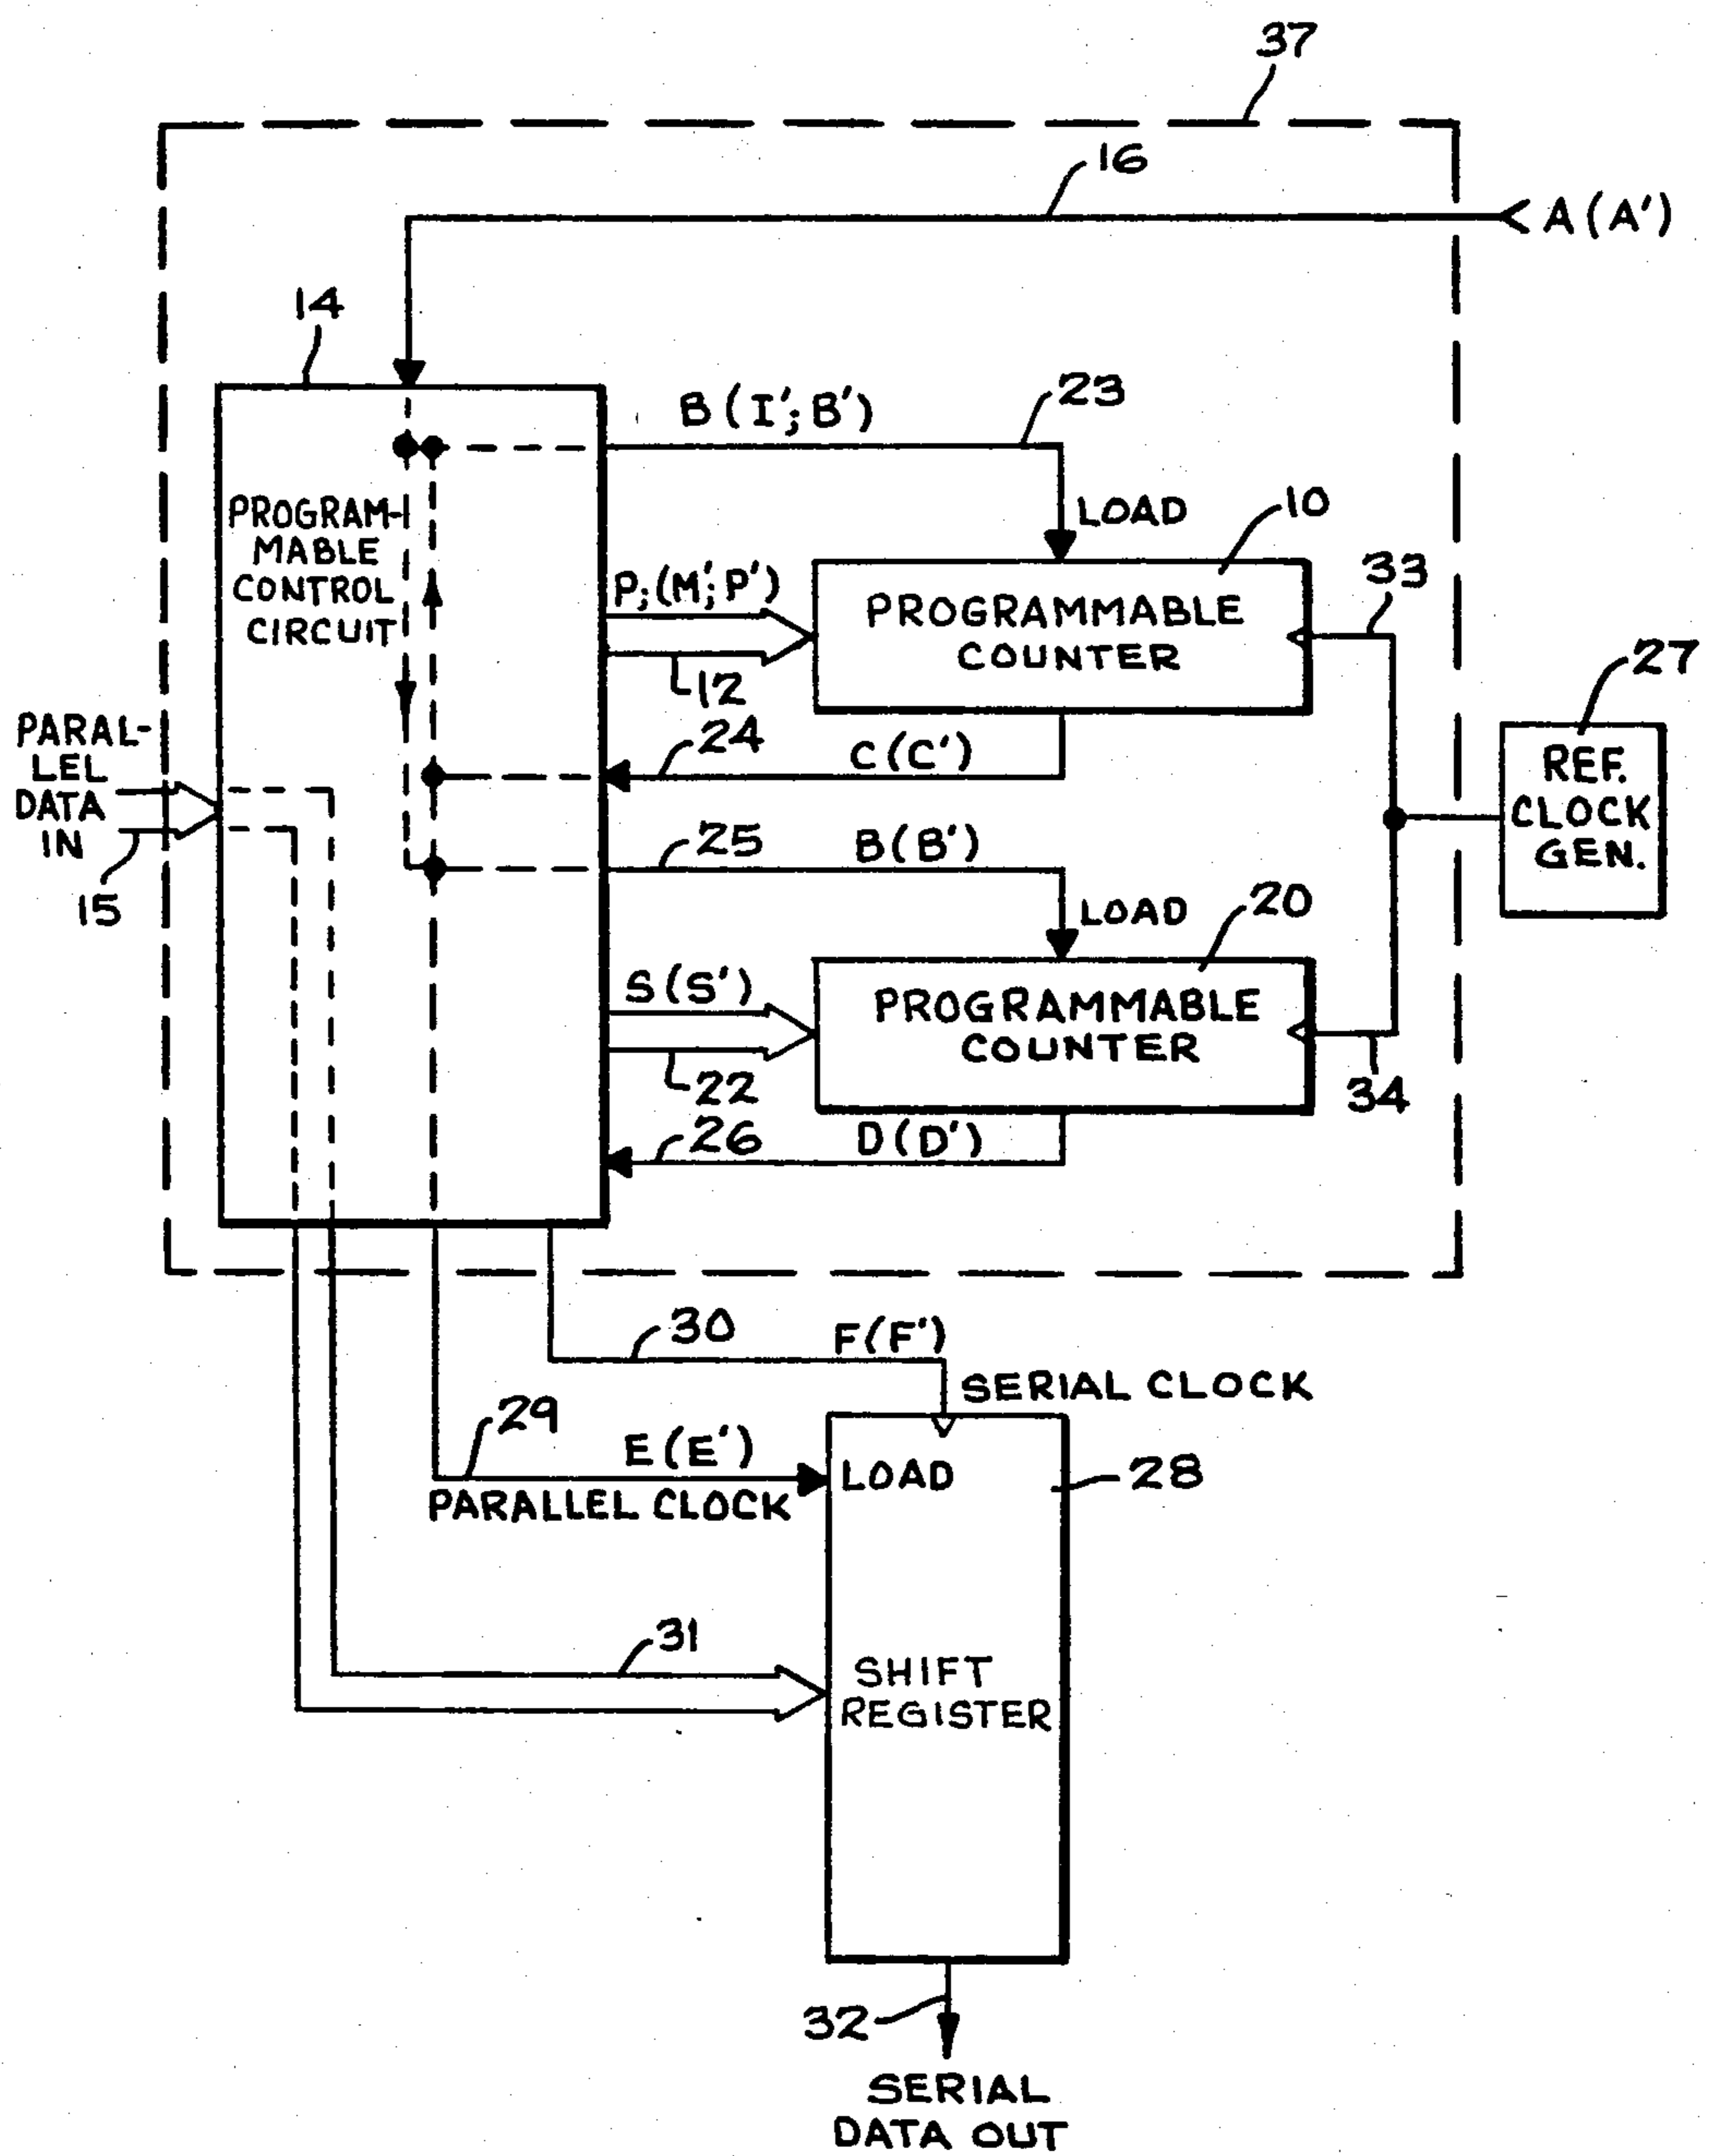 37
16
A(A')
14
B(I';B')
23
PROGRAM-
MABLE
CONTROL
CIRCUIT
LOAD
10
P;(M';P')
PROGRAMMABLE
COUNTER
33
12
27
REF.
CLOCK
GEN.
PARAL-
LEL
DATA
IN
15
24
C(C')
25
B(B')
LOAD
20
S(S')
PROGRAMMABLE
COUNTER
22
34
26
D(D')
30
F(F')
SERIAL CLOCK
29
E(E')
PARALLEL CLOCK
LOAD
28
31
SHIFT
REGISTER
32
SERIAL
DATA OUT